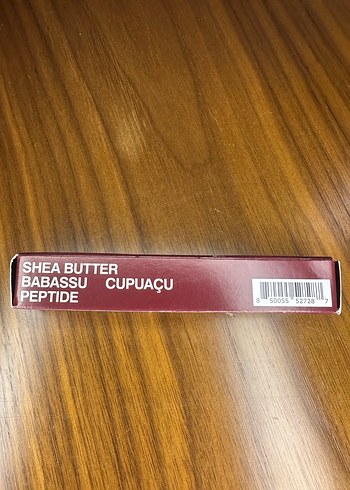 SHEA BUTTER
BABASSU CUPUAÇU
PEPTIDE
8 50055 52728 7